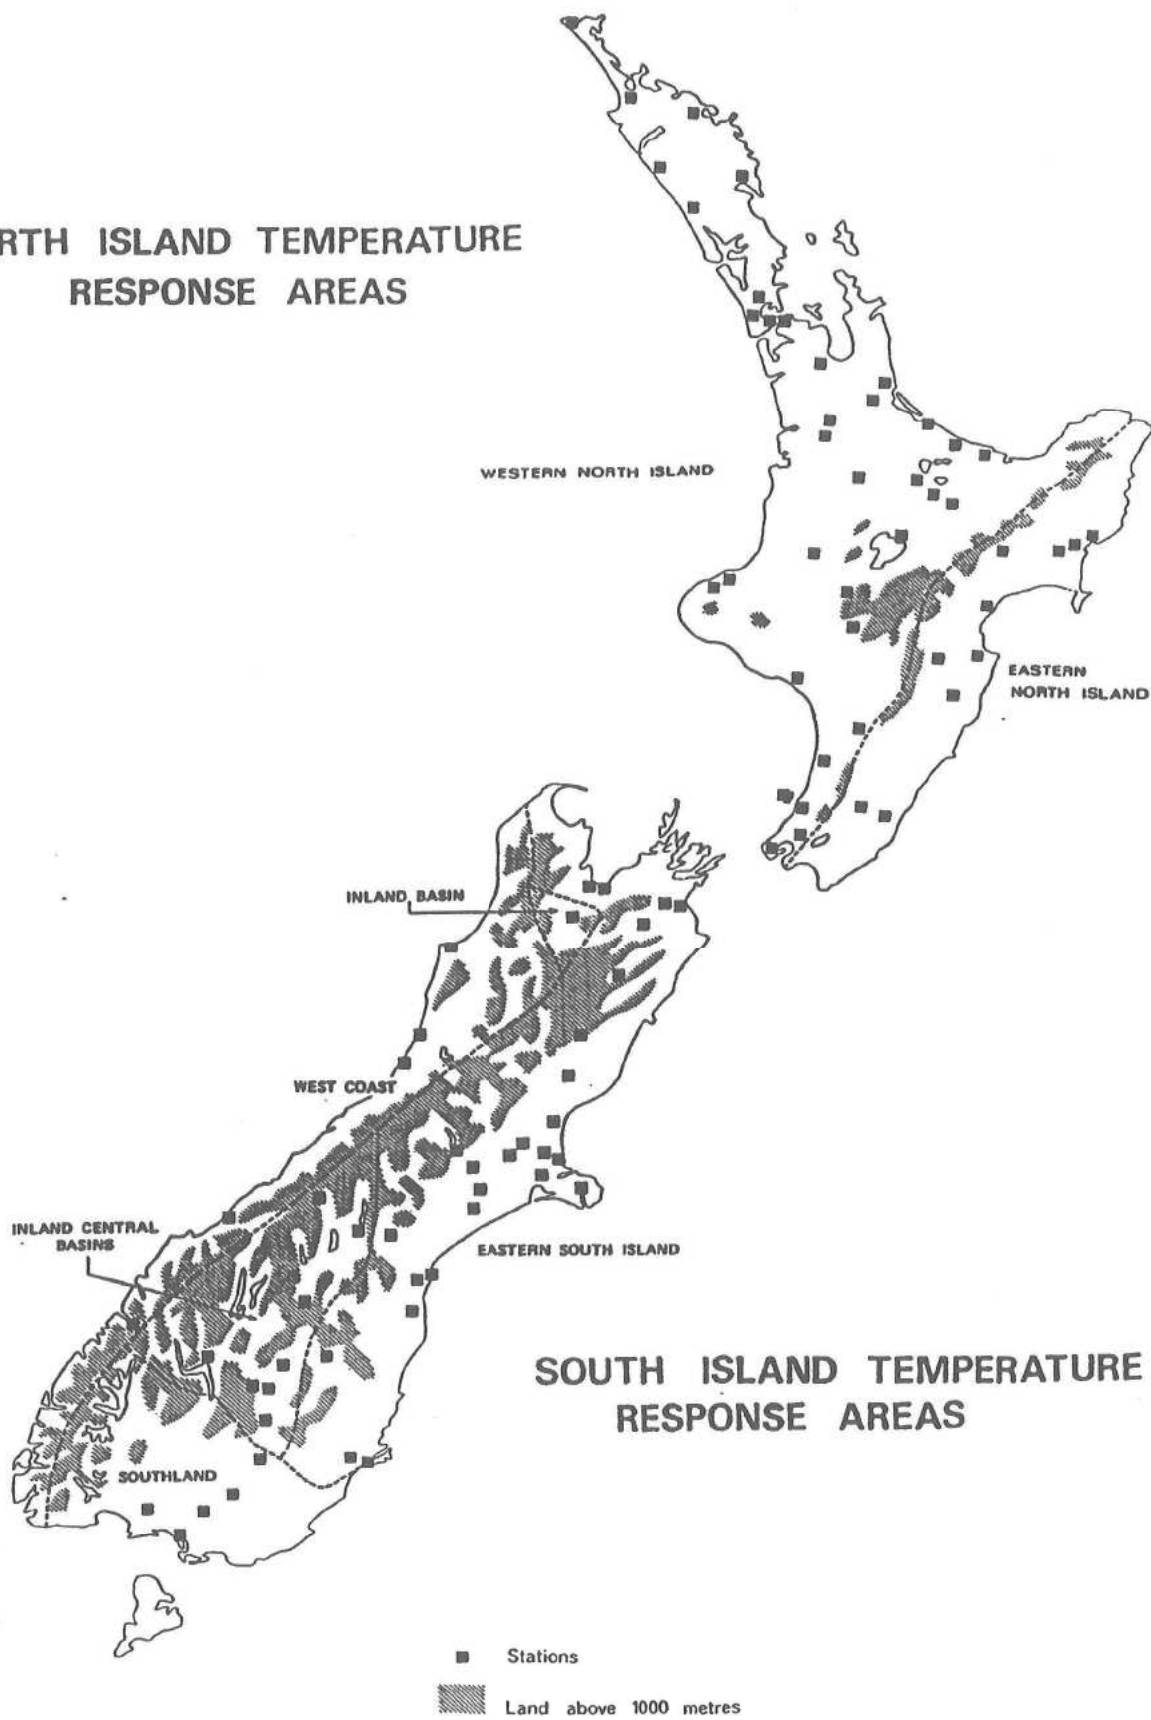 RTH ISLAND TEMPERATURE
RESPONSE AREAS
WESTERN NORTH ISLAND
EASTERN
NORTH ISLAND
INLAND BASIN
WEST COAST
INLAND CENTRAL
BASINS
EASTERN SOUTH ISLAND
SOUTH ISLAND TEMPERATURE
RESPONSE AREAS
SOUTHLAND
Stations
Land above 1000 metres